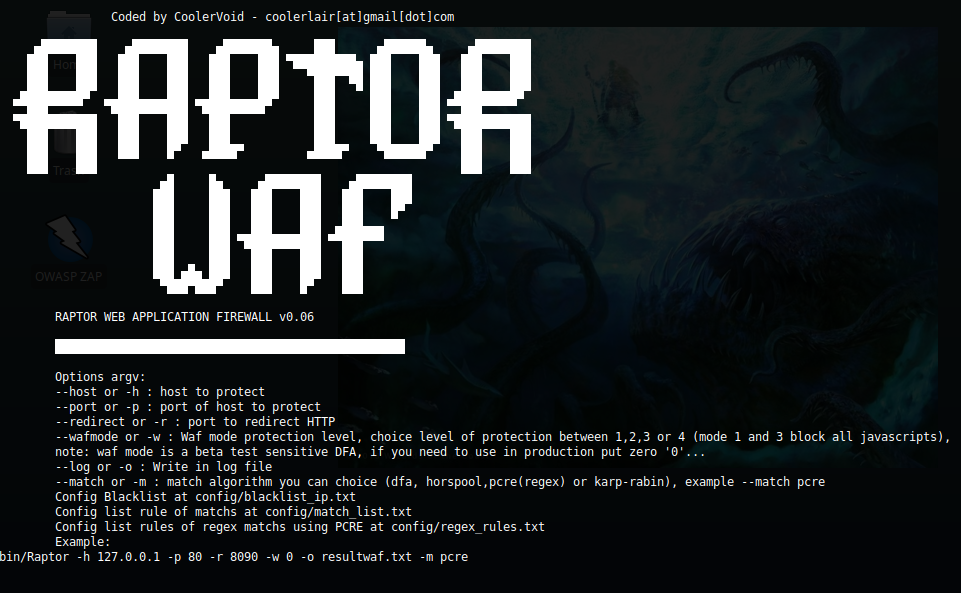 Coded by CoolerVoid - coolerlair[at]gmail[dot]com
RAPTOR
WAF
Home
Tras
OWASP ZAP
RAPTOR WEB APPLICATION FIREWALL v0.06
Options argv:
--host or -h : host to protect
--port or -p : port of host to protect
--redirect or -r : port to redirect HTTP
--wafmode or -w : Waf mode protection level, choice level of protection between 1,2,3 or 4 (mode 1 and 3 block all javascripts),
note: waf mode is a beta test sensitive DFA, if you need to use in production put zero '0'...
--log or -o : Write in log file
--match or -m : match algorithm you can choice (dfa, horspool,pcre(regex) or karp-rabin), example --match pcre
Config Blacklist at config/blacklist_ip.txt
Config list rule of matchs at config/match_list.txt
Config list rules of regex matchs using PCRE at config/regex_rules.txt
Example:
bin/Raptor -h 127.0.0.1 -p 80 -r 8090 -w 0 -o resultwaf.txt -m pcre